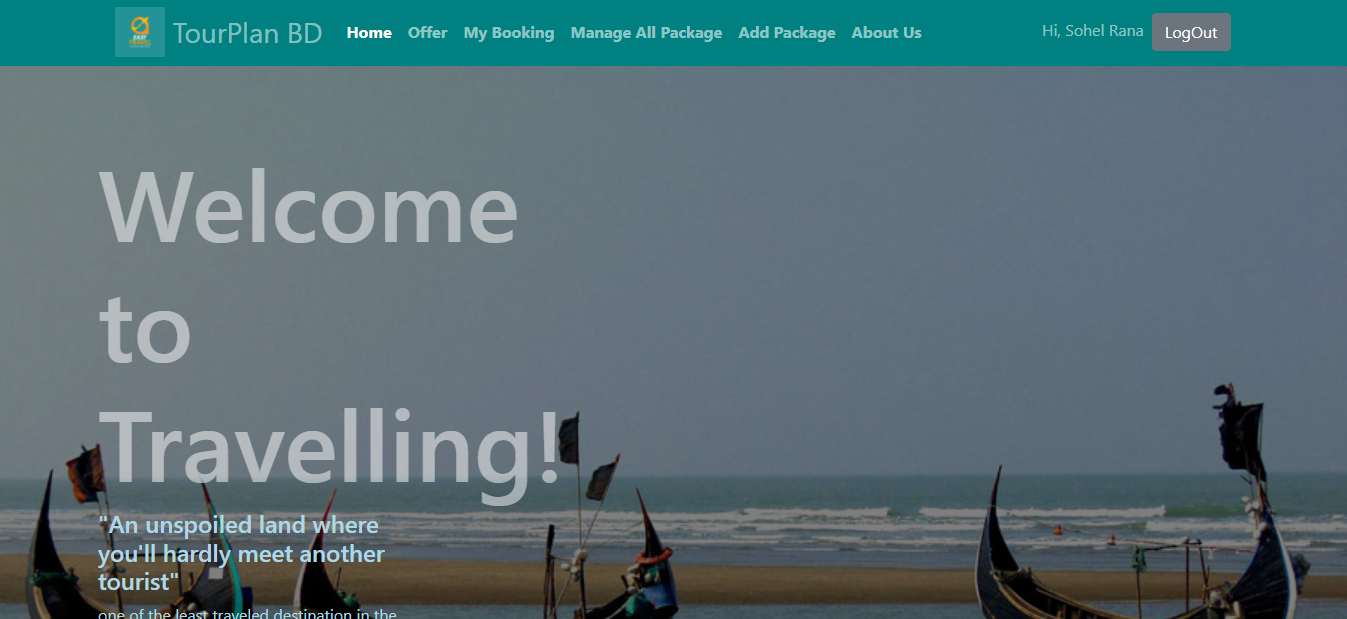 EASY
TRAVEL
TourPlan BD
Home
Offer
My Booking
Manage All Package
Add Package
About Us
Hi, Sohel Rana
LogOut
Welcome
to
Travelling!
"An unspoiled land where
you'll hardly meet another
tourist"
one of the least traveled destination in the